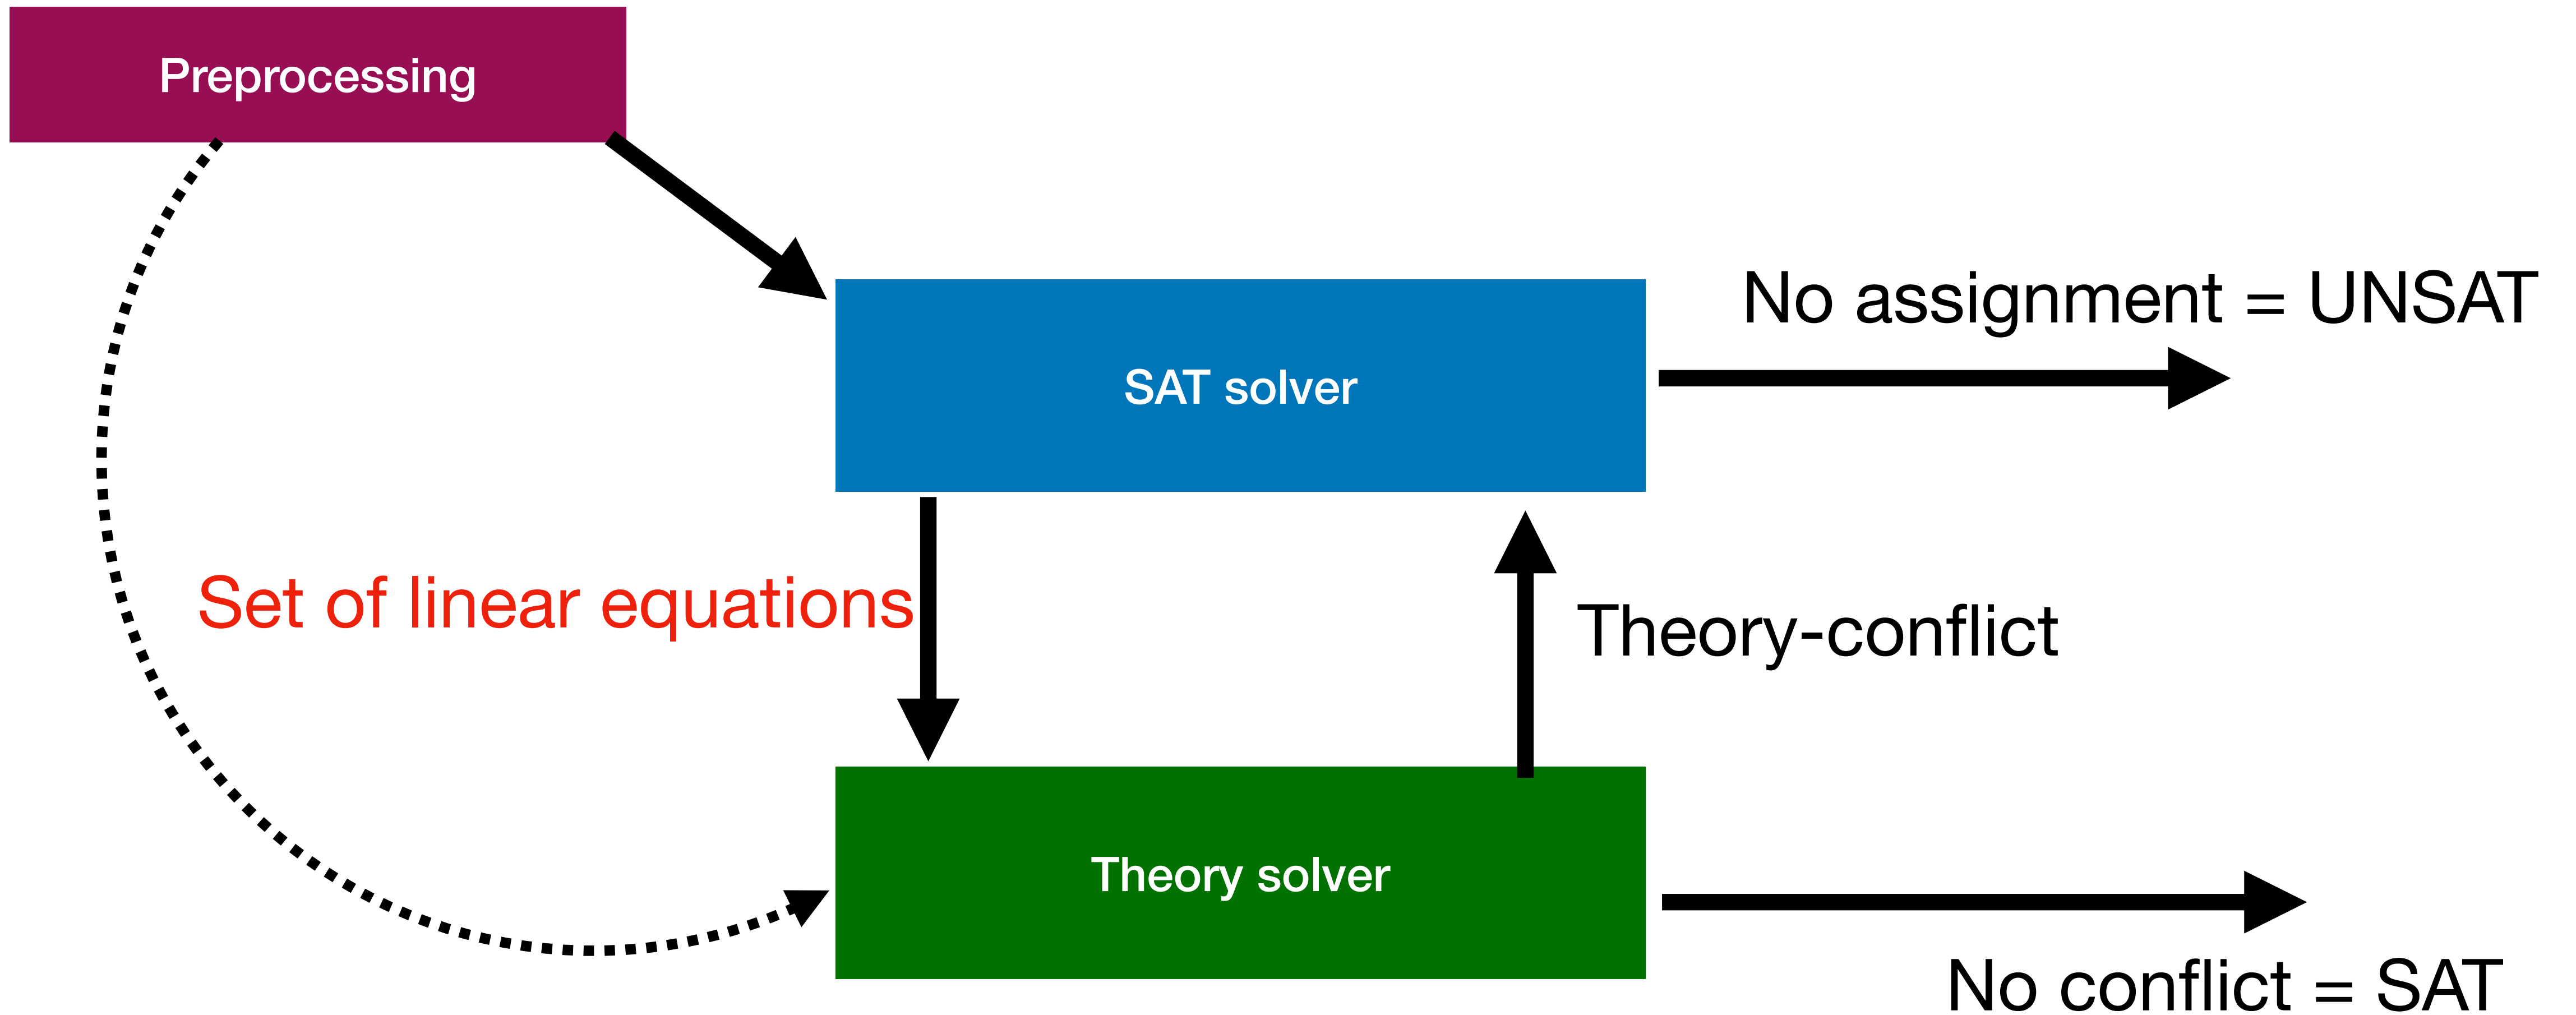 Preprocessing
No assignment = UNSAT
SAT solver
Set of linear equations
Theory-conflict
Theory solver
No conflict = SAT